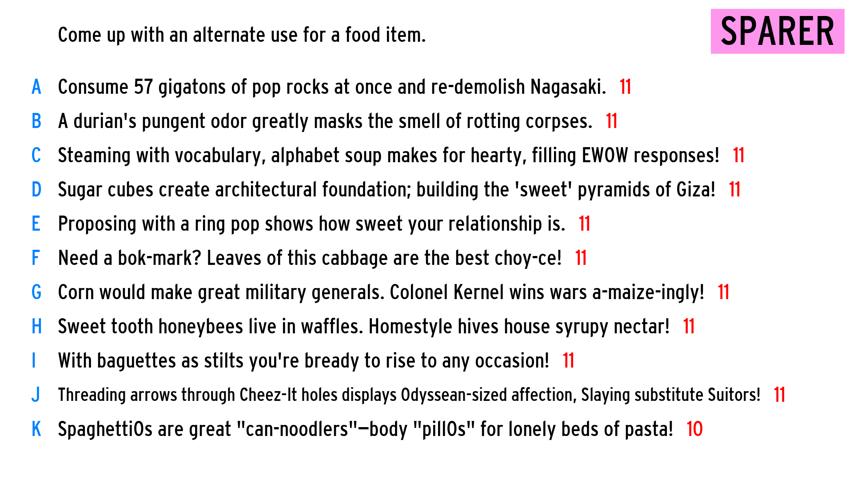 Come up with an alternate use for a food item.
SPARER
A Consume 57 gigatons of pop rocks at once and re-demolish Nagasaki. 11
B A durian's pungent odor greatly masks the smell of rotting corpses. 11
C Steaming with vocabulary, alphabet soup makes for hearty, filling EWOW responses! 11
D Sugar cubes create architectural foundation; building the 'sweet' pyramids of Giza! 11
E Proposing with a ring pop shows how sweet your relationship is. 11
F Need a bok-mark? Leaves of this cabbage are the best choy-ce! 11
G Corn would make great military generals. Colonel Kernel wins wars a-maize-ingly! 11
H Sweet tooth honeybees live in waffles. Homestyle hives house syrupy nectar! 11
I With baguettes as stilts you're bready to rise to any occasion! 11
J Threading arrows through Cheez-It holes displays Odyssean-sized affection, Slaying substitute Suitors! 11
K SpaghettiOs are great "can-noodlers"—body "pillOs" for lonely beds of pasta! 10